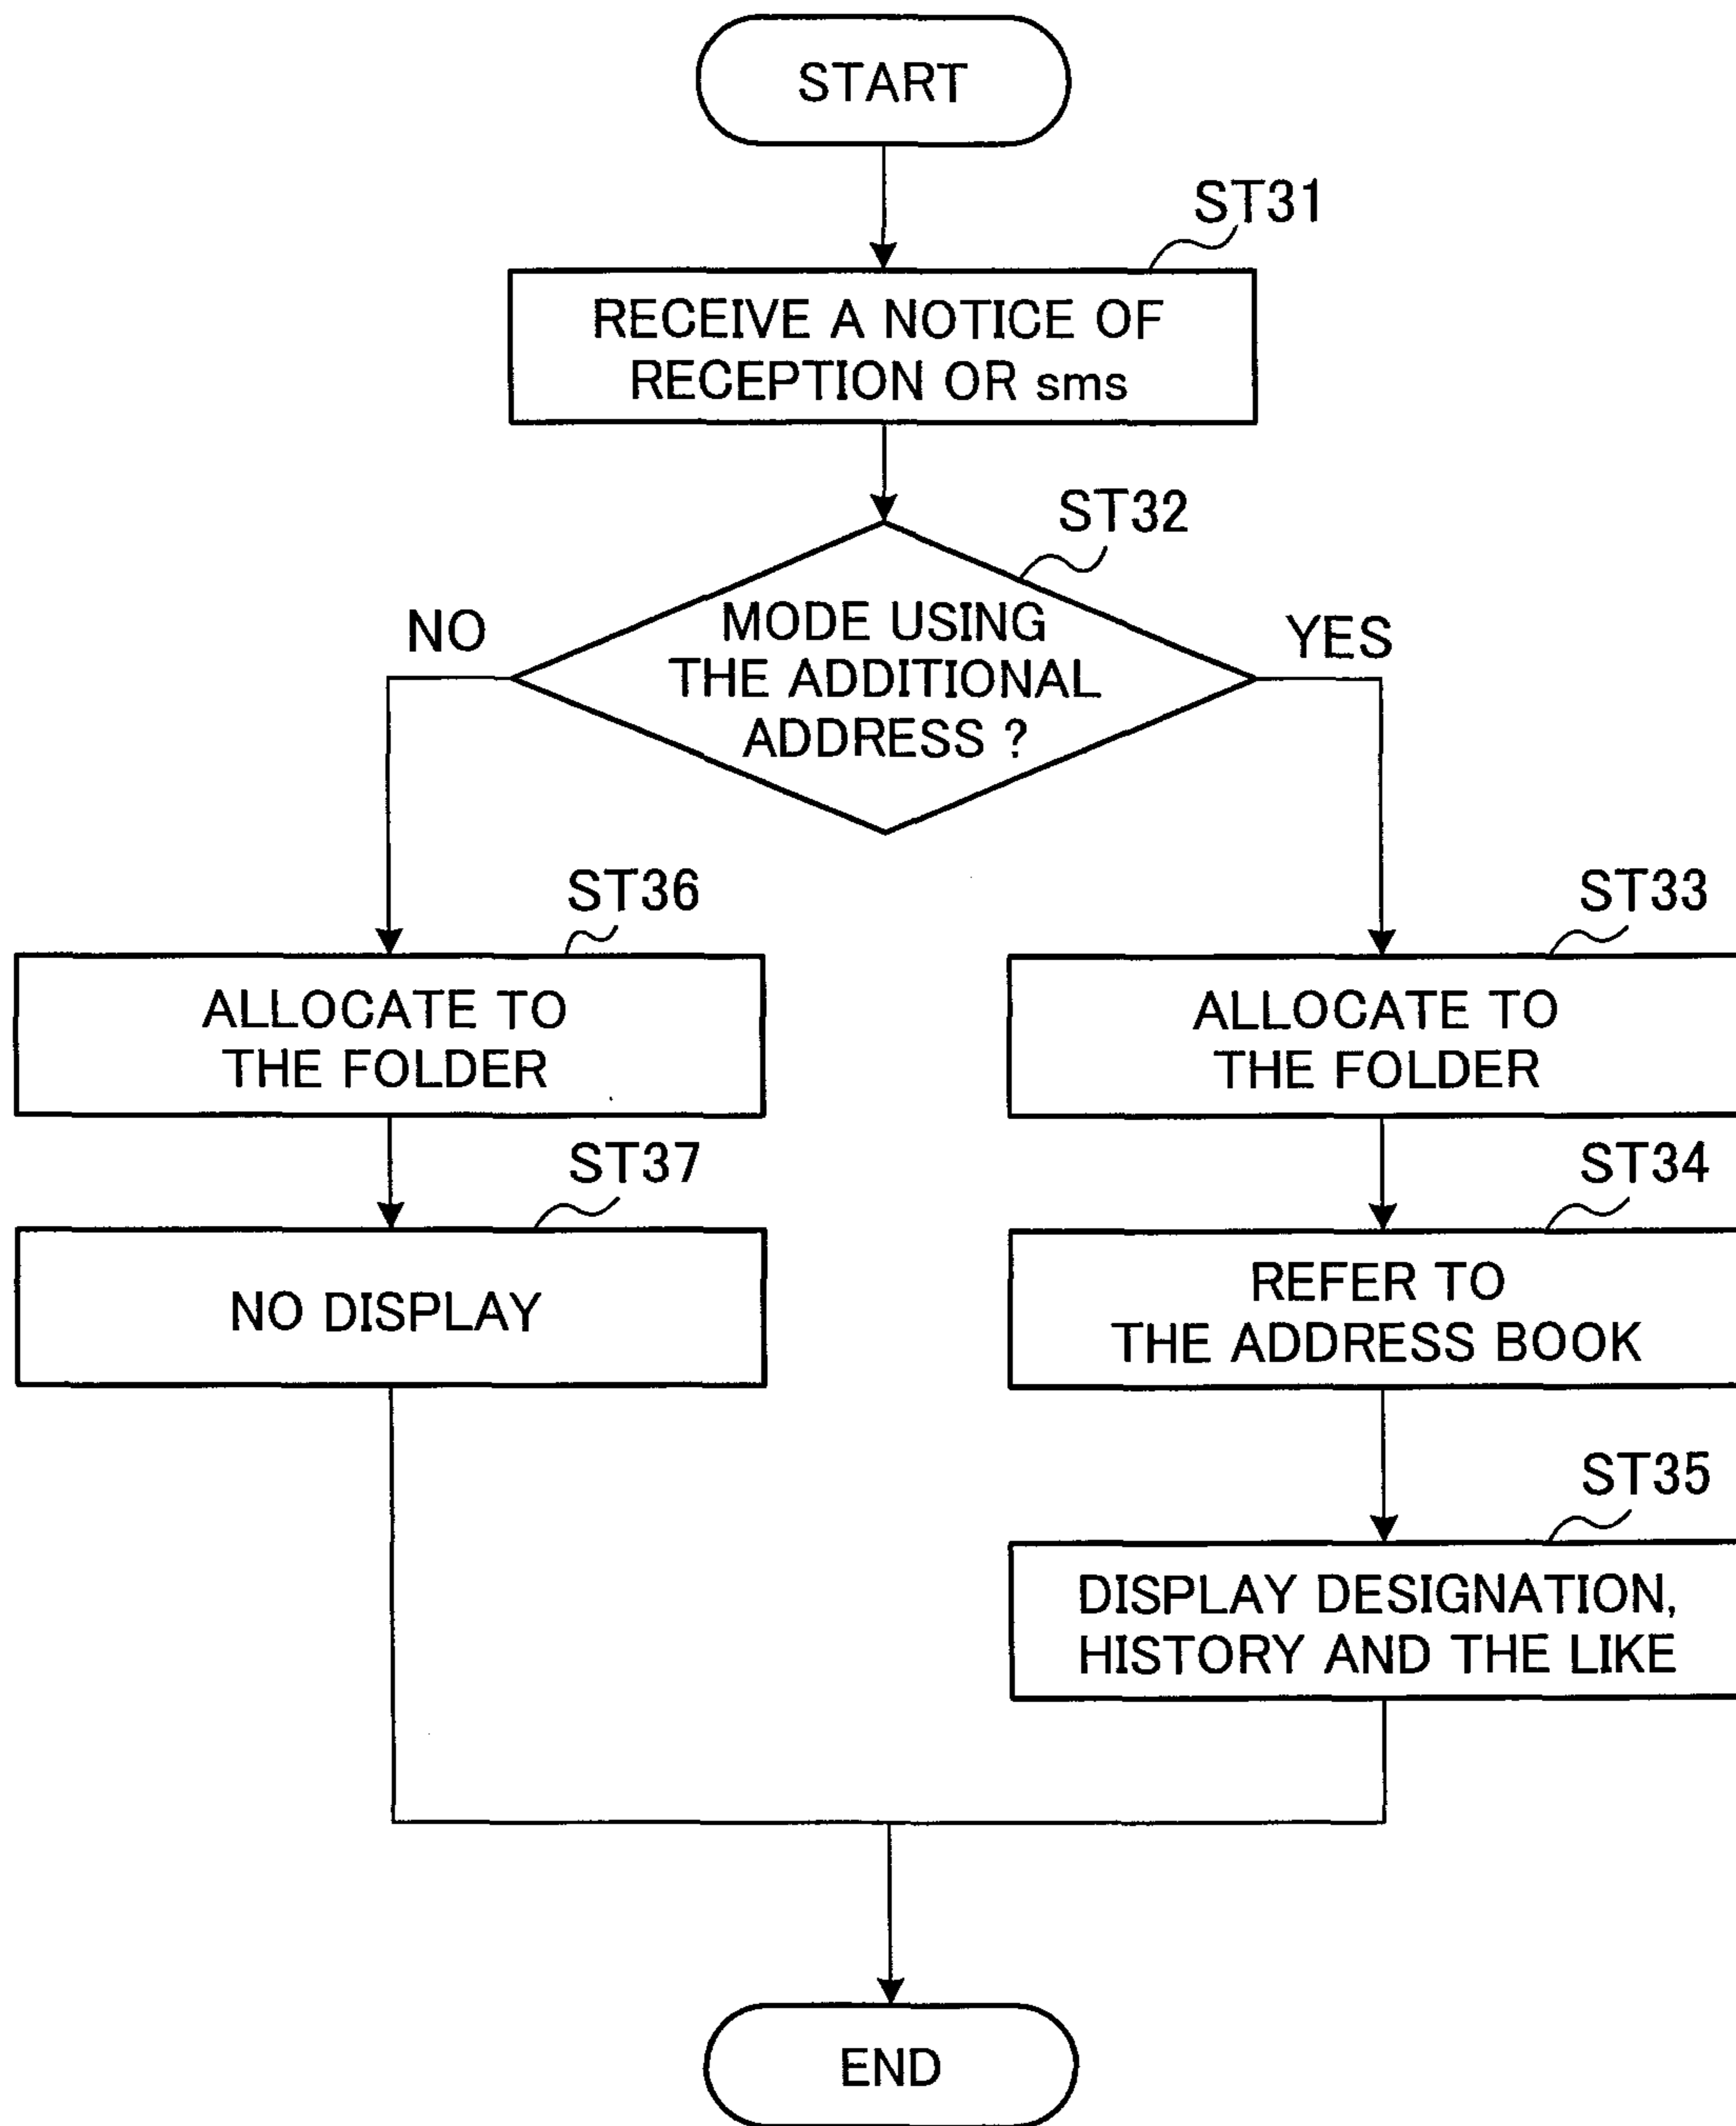 START
ST31
RECEIVE A NOTICE OF
RECEPTION OR sms
ST32
NO
MODE USING
THE ADDITIONAL
ADDRESS ?
YES
ST36
ALLOCATE TO
THE FOLDER
ST33
ALLOCATE TO
THE FOLDER
ST37
NO DISPLAY
ST34
REFER TO
THE ADDRESS BOOK
ST35
DISPLAY DESIGNATION,
HISTORY AND THE LIKE
END